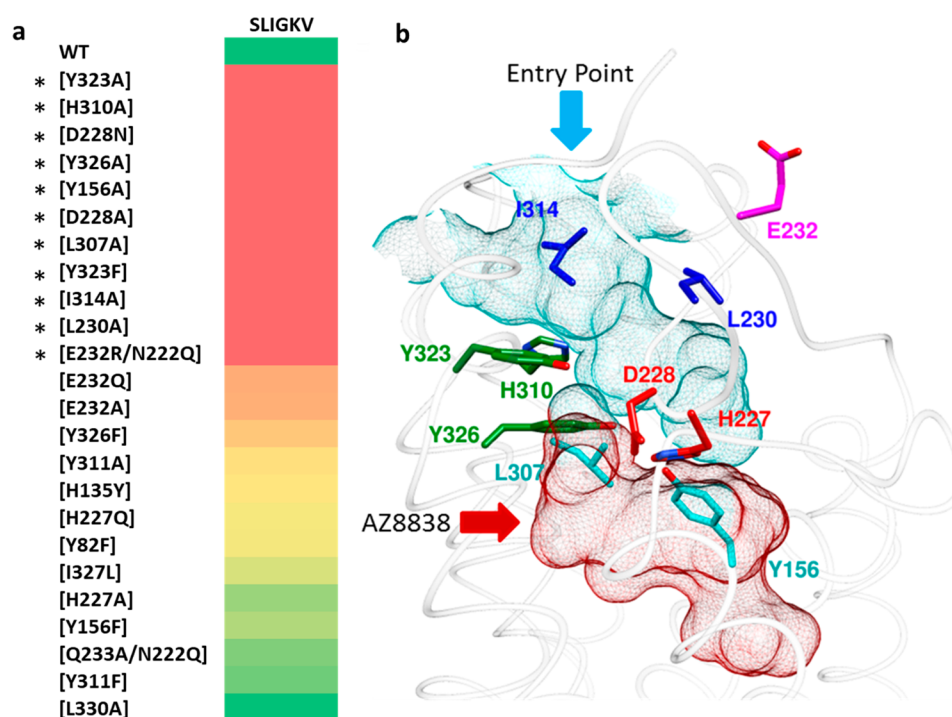 a
SLIGKV
WT
* [Y323A]
* [H310A]
* [D228N]
* [Y326A]
* [Y156A]
* [D228A]
* [L307A]
* [Y323F]
* [I314A]
* [L230A]
* [E232R/N222Q]
[E232Q]
[E232A]
[Y326F]
[Y311A]
[H135Y]
[H227Q]
[Y82F]
[I327L]
[H227A]
[Y156F]
[Q233A/N222Q]
[Y311F]
[L330A]
b
Entry Point
I314
E232
L230
Y323
H310
D228
H227
Y326
L307
AZ8838
Y156